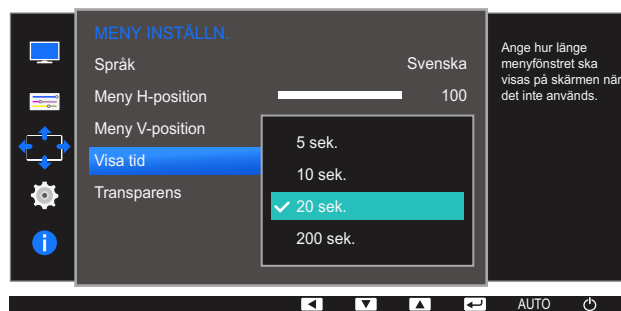 MENY INSTÄLLN.
Språk Svenska
Meny H-position 100
Meny V-position
Visa tid
Transparens
5 sek.
10 sek.
20 sek.
200 sek.
Ange hur länge
menyfönstret ska
visas på skärmen när
det inte används.
AUTO